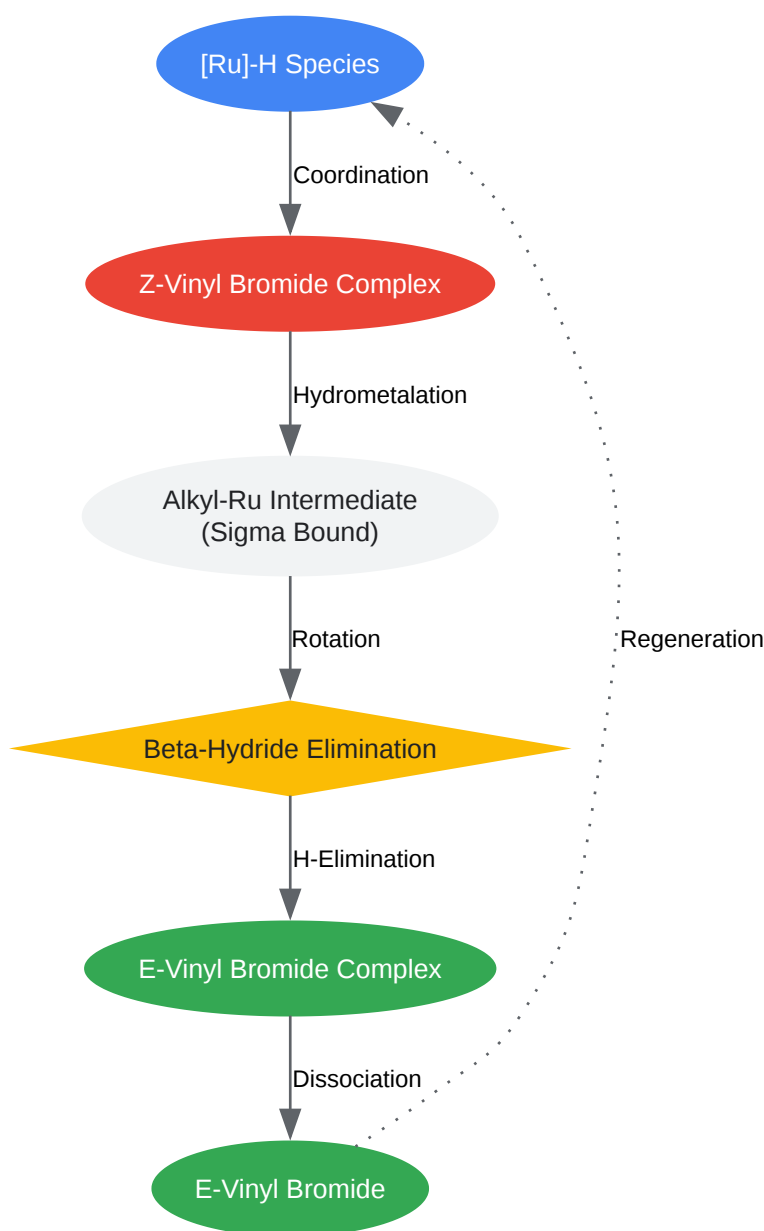 [Ru]-H Species
Coordination
Z-Vinyl Bromide Complex
Hydrometalation
Alkyl-Ru Intermediate
(Sigma Bound)
Rotation
Regeneration
Beta-Hydride Elimination
H-Elimination
E-Vinyl Bromide Complex
Dissociation
E-Vinyl Bromide